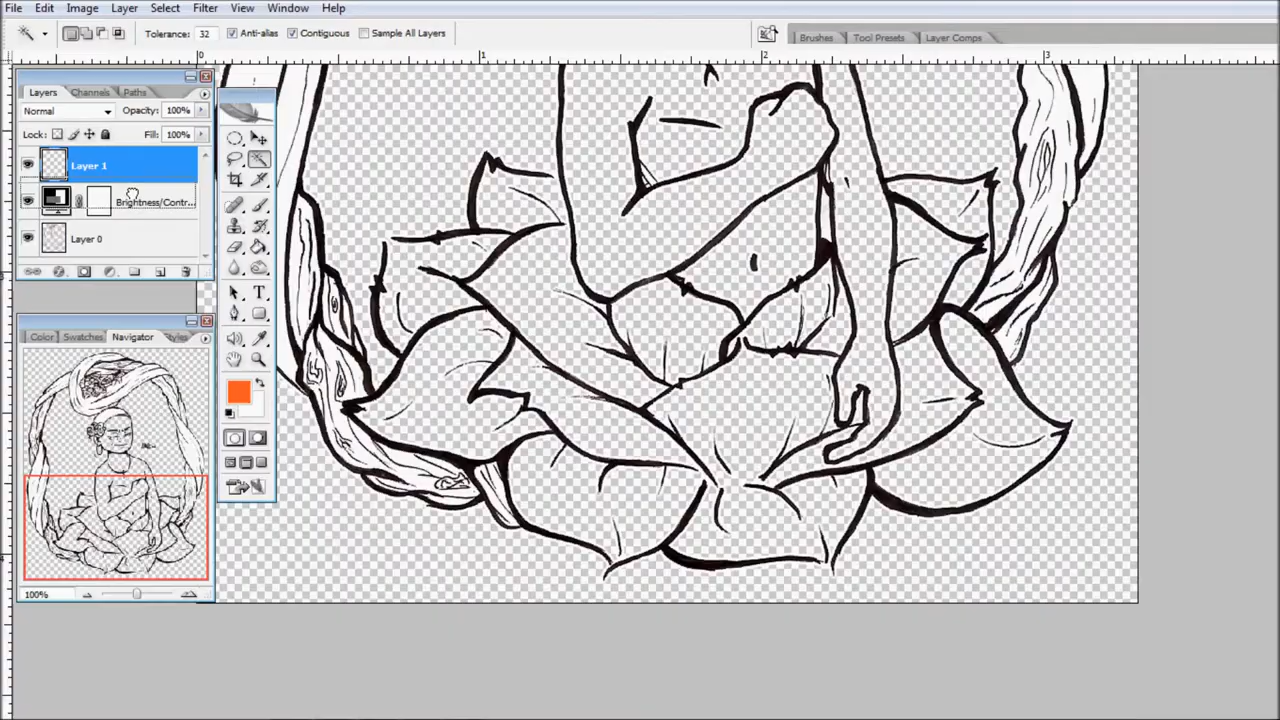 File Edit Image Layer Select Filter View Window Help
Tolerance: 32 Anti-alias Contiguous Sample All Layers Brushes Tool Presets Layer Comps
0 1 2 3
Layers Channels Paths
Normal Opacity: 100%
Lock: Fill: 100%
Layer 1
Brightness/Contr...
Layer 0
Color Swatches Navigator Styles
100%